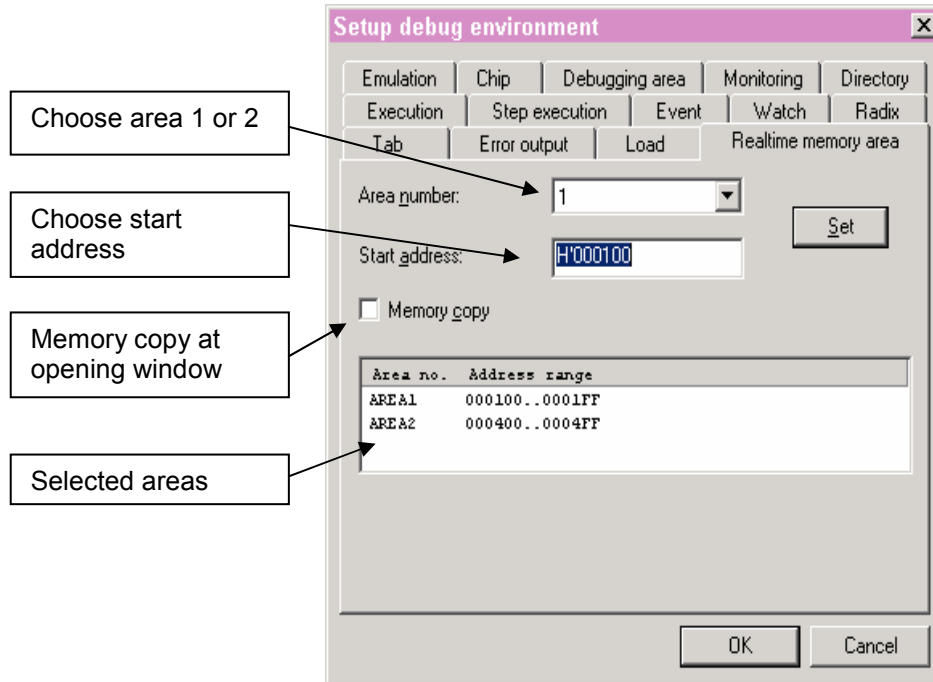 Setup debug environment
Emulation Chip Debugging area Monitoring Directory
Execution Step execution Event Watch Radix
Tab Error output Load Realtime memory area
Choose area 1 or 2
Area number: 1
Set
Choose start
address
Start address: H'000100
Memory copy
Memory copy at
opening window
Area no. Address range
AREA1 000100..0001FF
AREA2 000400..0004FF
Selected areas
OK Cancel